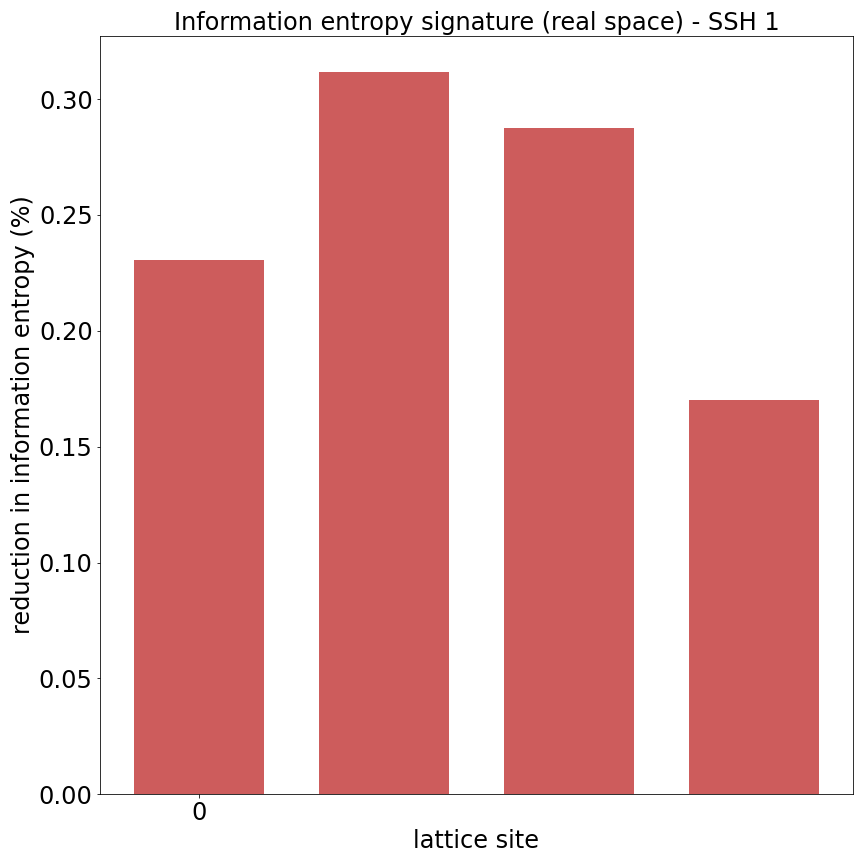 Information entropy signature (real space) - SSH 1
reduction in information entropy (%)
0.30
0.25
0.20
0.15
0.10
0.05
0.00
0
lattice site